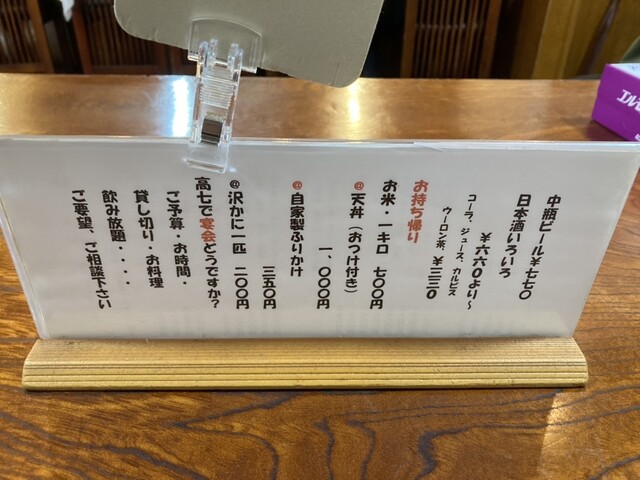 中瓶ビール¥七七〇
日本酒いろいろ
¥六六〇より～
コーラ、ジュース、カルピス
ウーロン茶、¥三三〇
お持ち帰り
お米・一キロ 七〇〇円
@天丼（おつけ付き）
一、〇〇〇円
@自家製ふりかけ
三五〇円
@沢かに一匹 二〇〇円
高七で宴会どうですか？
ご予算・お時間・
貸し切り・お料理
飲み放題・・・・
ご要望、ご相談下さい